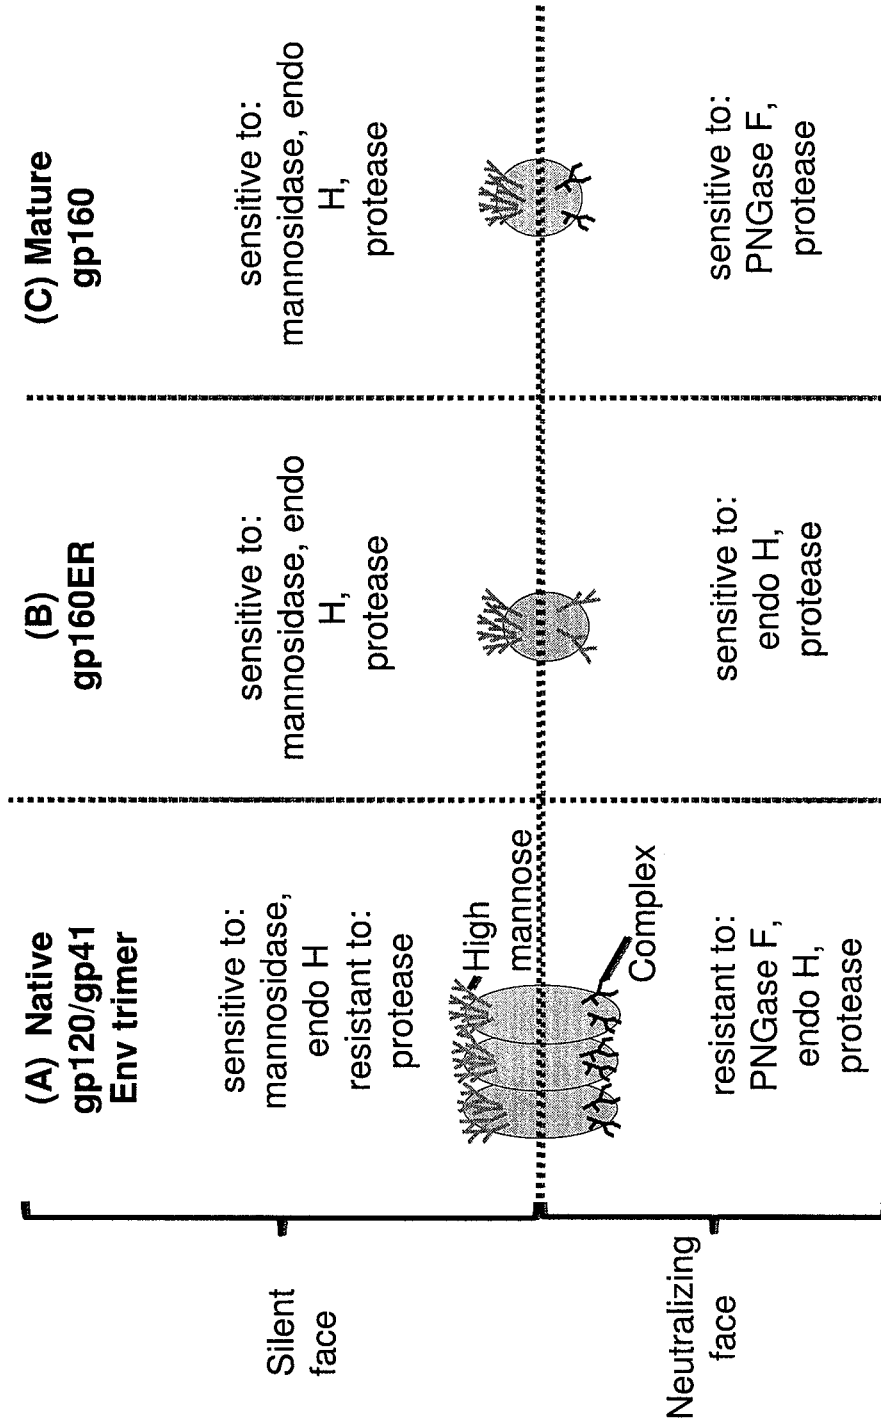 (A) Native
gp120/gp41
Env trimer
(B)
gp160ER
(C) Mature
gp160
Silent
face
sensitive to:
mannosidase,
endo H
resistant to:
protease
sensitive to:
mannosidase, endo
H,
protease
sensitive to:
mannosidase, endo
H,
protease
High
mannose
Complex
Neutralizing
face
resistant to:
PNGase F,
endo H,
protease
sensitive to:
endo H,
protease
sensitive to:
PNGase F,
protease